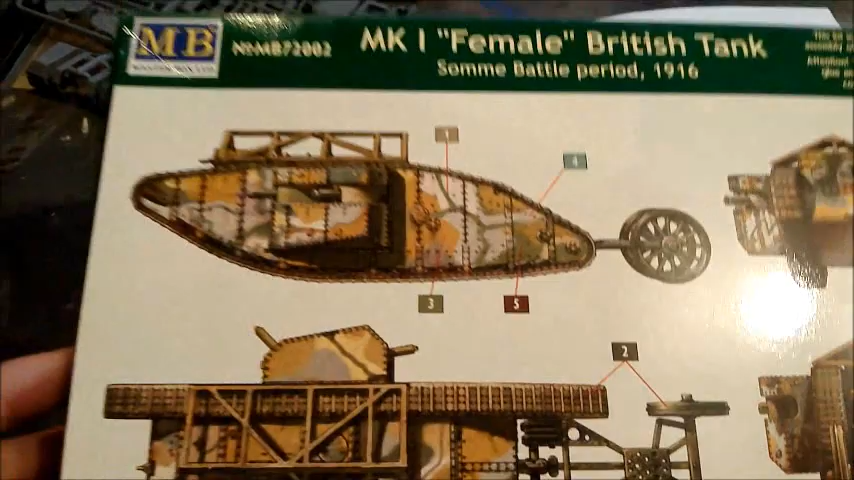 MB
№:MB72002
MK I "Female" British Tank
Somme Battle period, 1916
1
4
3
5
2